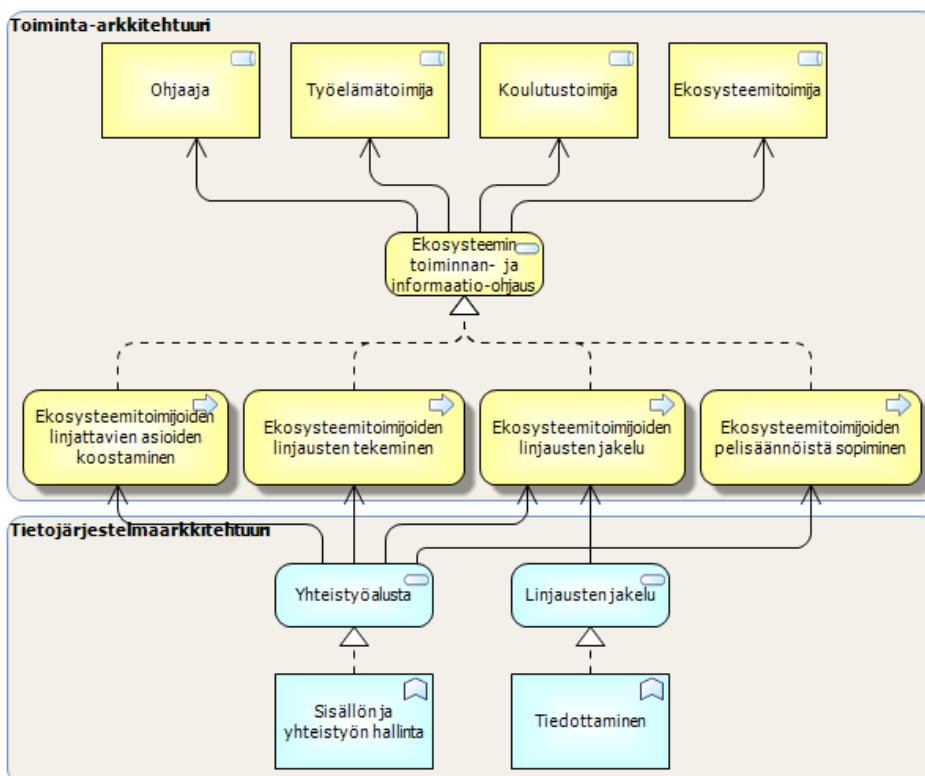 Toiminta-arkkitehtuuri
Ohjaaja
Työelämätoimija
Koulutustoimija
Ekosysteemitoimija
Ekosysteemin
toiminnan- ja
informaatio-ohjaus
Ekosysteemitoimijoiden
linjattavien asioiden
koostaminen
Ekosysteemitoimijoiden
linjausten tekeminen
Ekosysteemitoimijoiden
linjausten jakelu
Ekosysteemitoimijoiden
pelisäännöistä sopiminen
Tietojärjestelmaarkkitehtuuri
Yhteistyöalusta
Linjausten jakelu
Sisällön ja
yhteistyön hallinta
Tiedottaminen